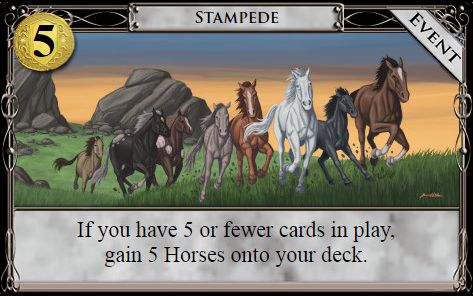 STAMPEDE
5
EVENT
If you have 5 or fewer cards in play,
gain 5 Horses onto your deck.